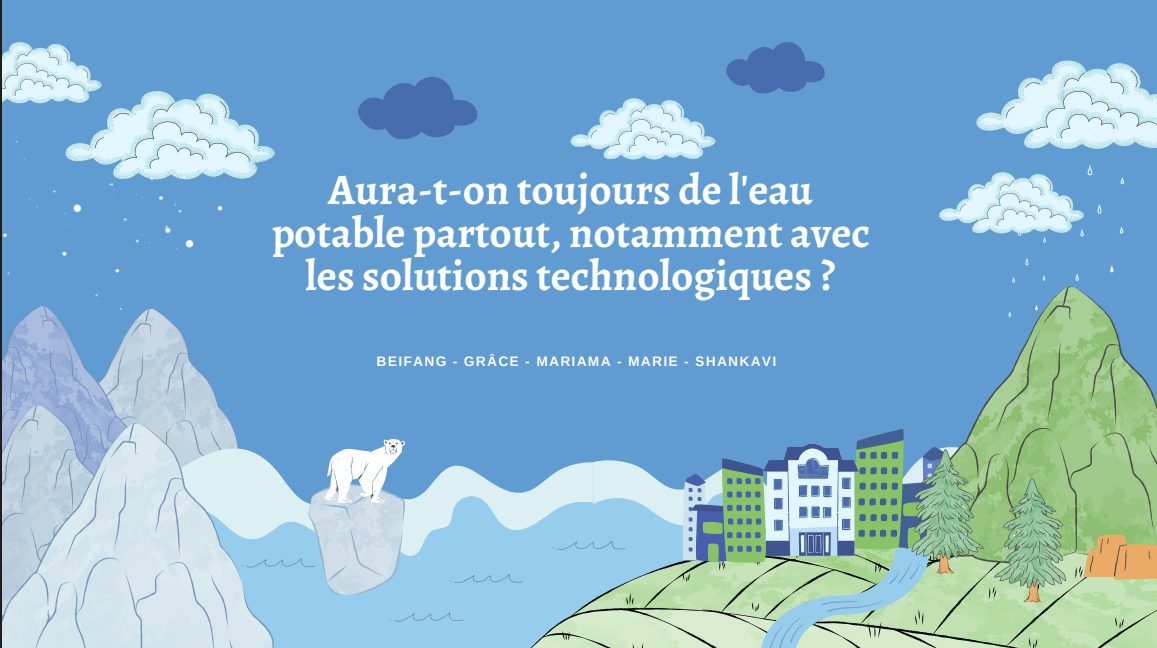 Aura-t-on toujours de l'eau
potable partout, notamment avec
les solutions technologiques ?
BEIFANG - GRÂCE - MARIAMA - MARIE - SHANKAVI